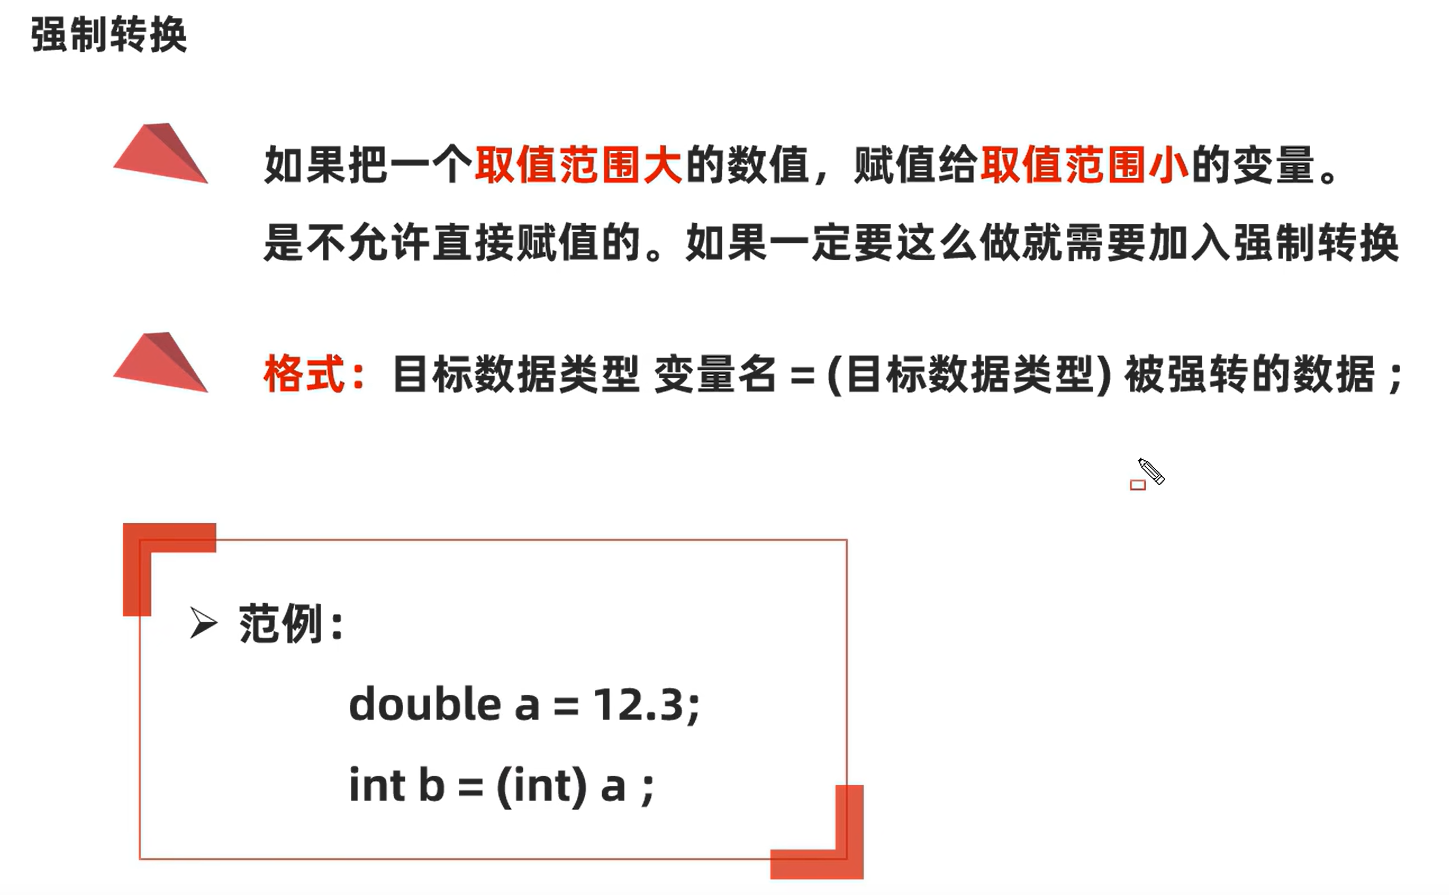 强制转换
如果把一个取值范围大的数值，赋值给取值范围小的变量。
是不允许直接赋值的。如果一定要这么做就需要加入强制转换
格式：目标数据类型 变量名 = (目标数据类型) 被强转的数据 ;
➢ 范例：
double a = 12.3;
int b = (int) a ;